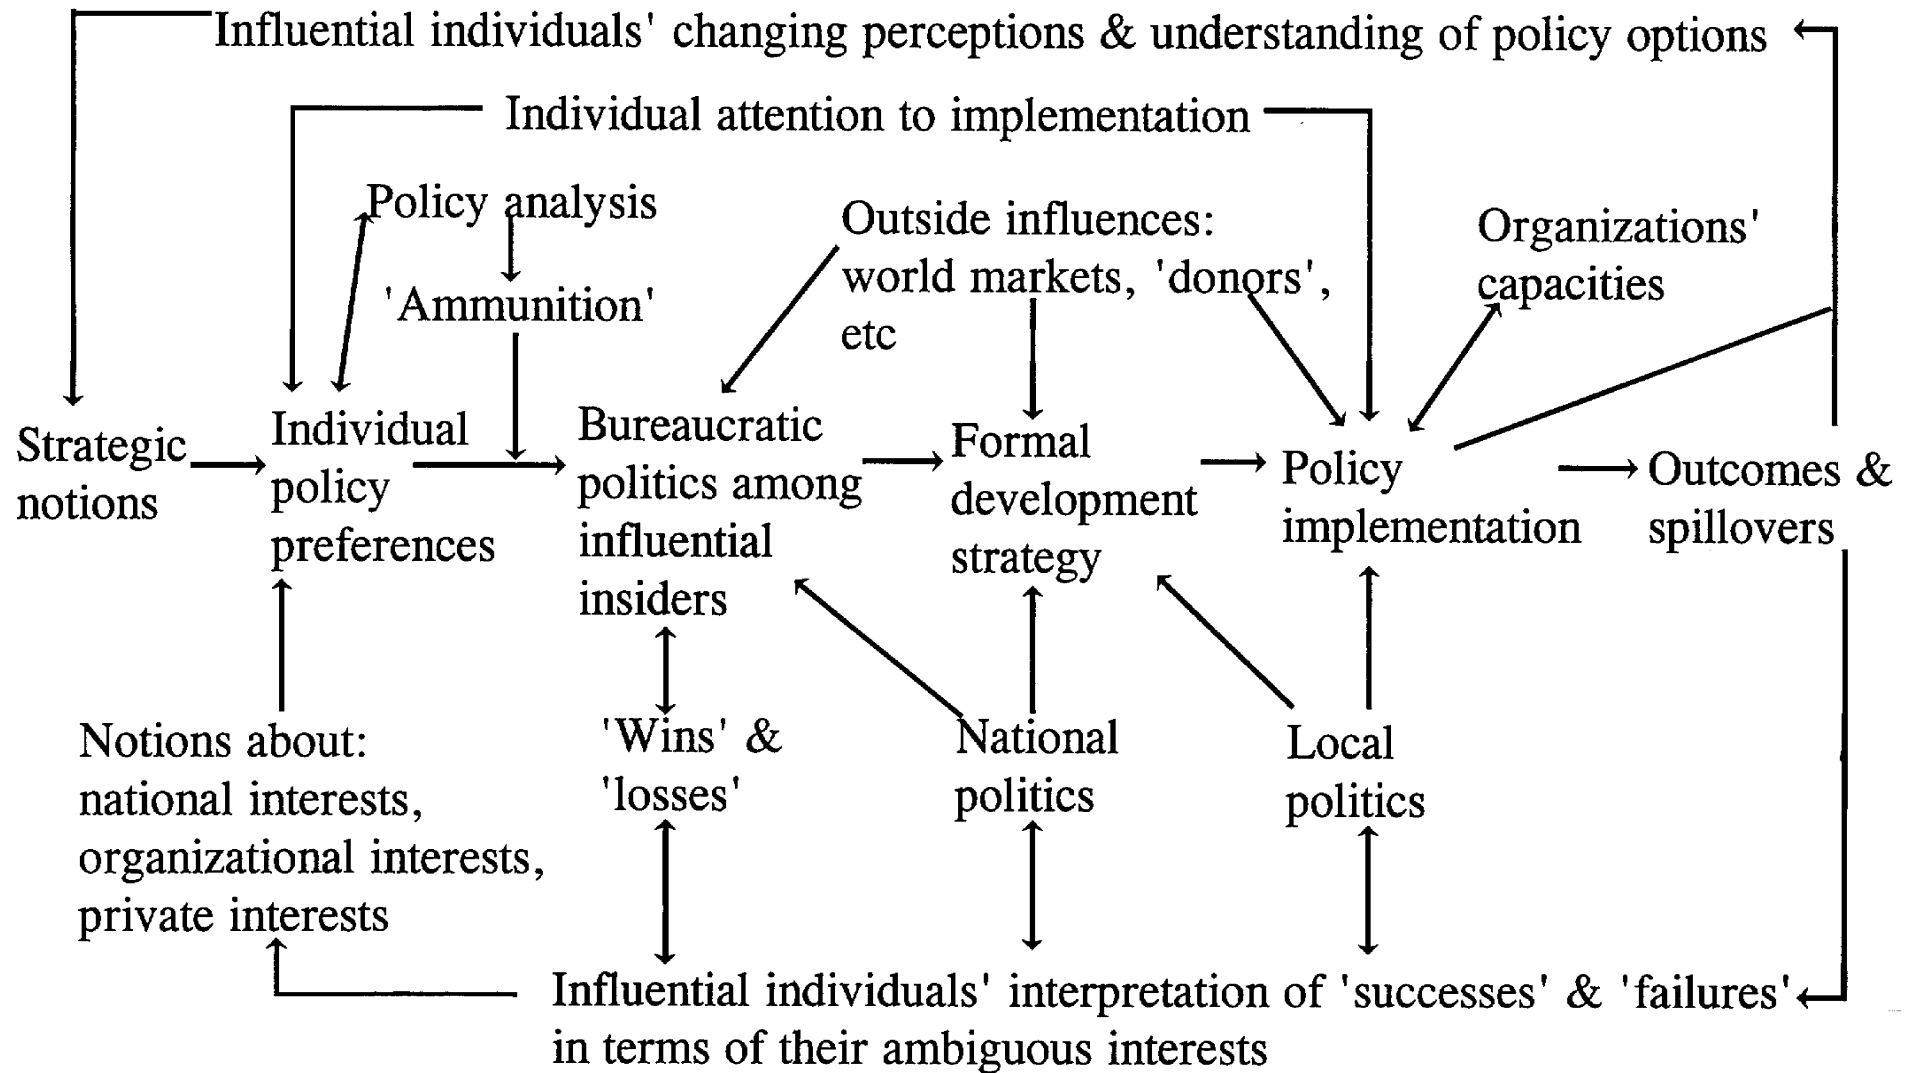 Influential individuals' changing perceptions & understanding of policy options
Individual attention to implementation
Policy analysis
'Ammunition'
Outside influences:
world markets, 'donors',
etc
Organizations'
capacities
Strategic
notions
Individual
policy
preferences
Bureaucratic
politics among
influential
insiders
Formal
development
strategy
Policy
implementation
Outcomes &
spillovers
Notions about:
national interests,
organizational interests,
private interests
'Wins' &
'losses'
National
politics
Local
politics
Influential individuals' interpretation of 'successes' & 'failures'
in terms of their ambiguous interests